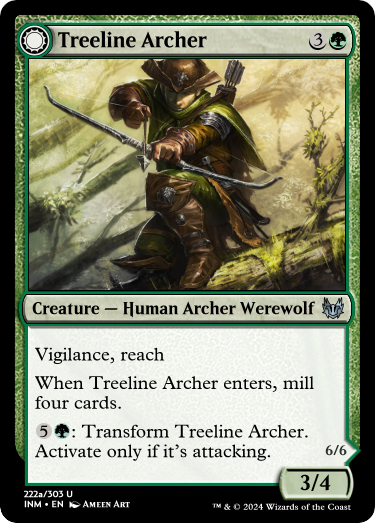 Treeline Archer 3
Creature — Human Archer Werewolf
Vigilance, reach
When Treeline Archer enters, mill
four cards.
5: Transform Treeline Archer.
Activate only if it's attacking.
6/6
3/4
222a/303 U
INM • EN Ameen Art
™ & © 2024 Wizards of the Coast